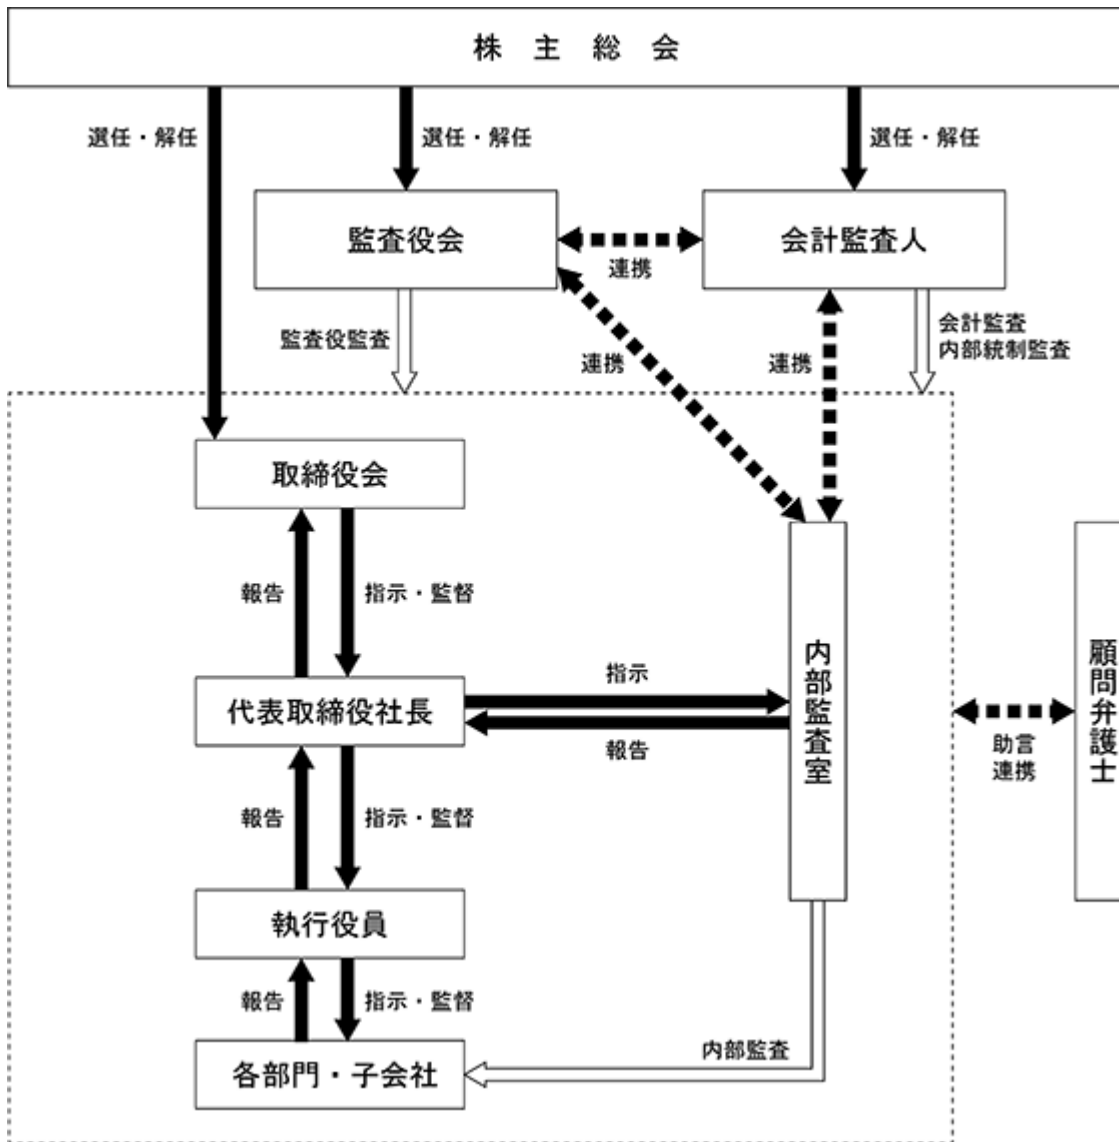 株主総会
選任・解任
選任・解任
選任・解任
監査役会
会計監査人
連携
監査役監査
連携
連携
会計監査
内部統制監査
取締役会
報告
指示・監督
代表取締役社長
指示
報告
内部監査室
顧問弁護士
助言
連携
報告
指示・監督
執行役員
報告
指示・監督
各部門・子会社
内部監査